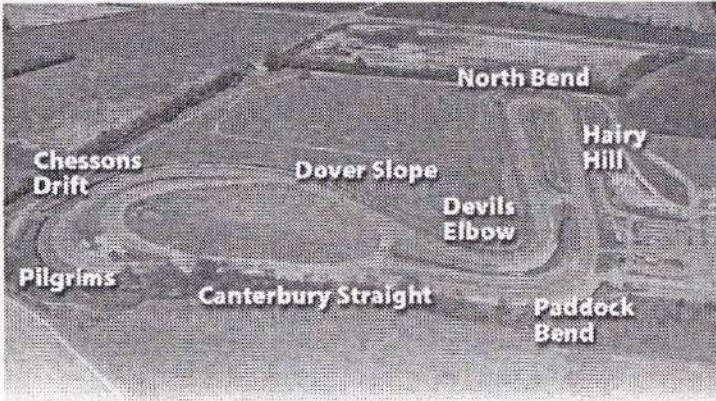 North Bend
Hairy
Hill
Chessons
Drift
Dover Slope
Devils
Elbow
Pilgrims
Canterbury Straight
Paddock
Bend